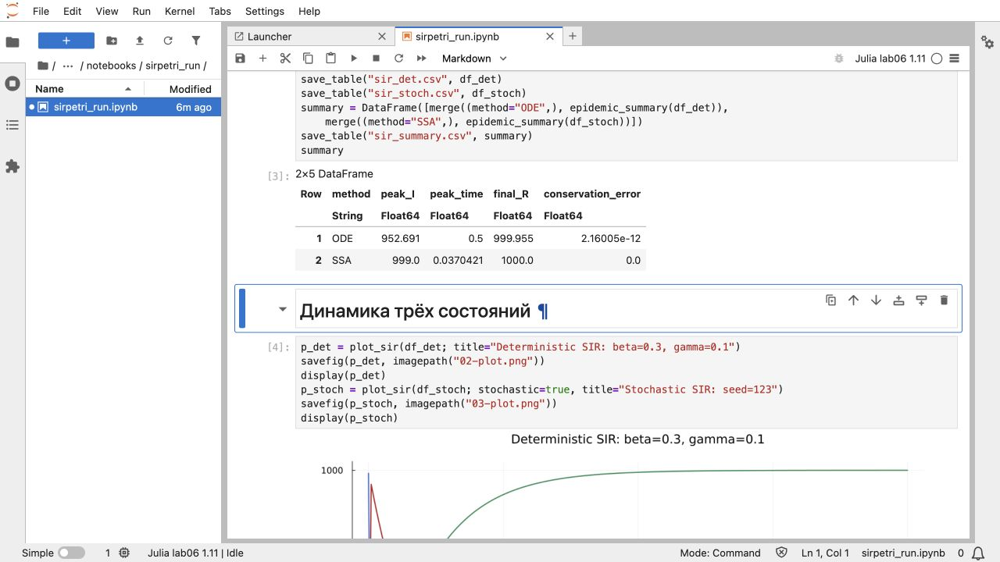 File Edit View Run Kernel Tabs Settings Help
+
/ ··· / notebooks / sirpetri_run /
Name Modified
sirpetri_run.ipynb 6m ago
Launcher sirpetri_run.ipynb
Markdown Julia lab06 1.11
save_table("sir_det.csv", df_det)
save_table("sir_stoch.csv", df_stoch)
summary = DataFrame([merge((method="ODE",), epidemic_summary(df_det)),
    merge((method="SSA",), epidemic_summary(df_stoch))])
save_table("sir_summary.csv", summary)
summary
[3]: 2×5 DataFrame
Row method peak_I peak_time final_R conservation_error
String Float64 Float64 Float64 Float64
1 ODE 952.691 0.5 999.955 2.16005e-12
2 SSA 999.0 0.0370421 1000.0 0.0
Динамика трёх состояний ¶
[4]: p_det = plot_sir(df_det; title="Deterministic SIR: beta=0.3, gamma=0.1")
savefig(p_det, imagepath("02-plot.png"))
display(p_det)
p_stoch = plot_sir(df_stoch; stochastic=true, title="Stochastic SIR: seed=123")
savefig(p_stoch, imagepath("03-plot.png"))
display(p_stoch)
Deterministic SIR: beta=0.3, gamma=0.1
1000
Simple 1 Julia lab06 1.11 | Idle Mode: Command Ln 1, Col 1 sirpetri_run.ipynb 0